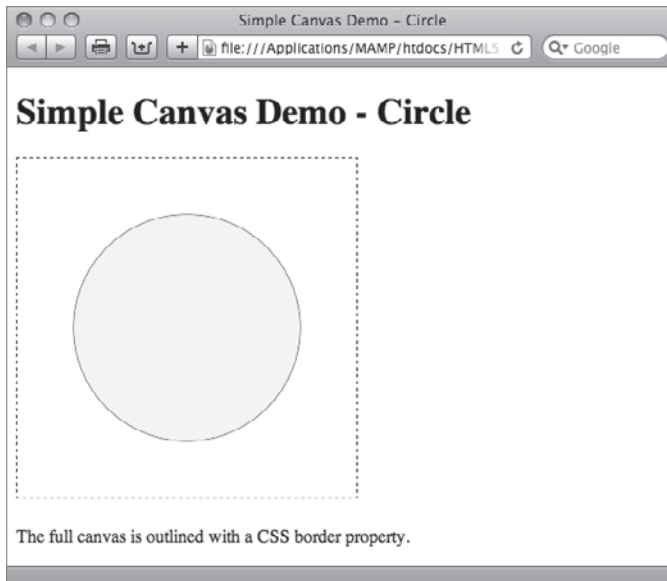 Simple Canvas Demo – Circle
file:///Applications/MAMP/htdocs/HTML5
Google
Simple Canvas Demo - Circle
The full canvas is outlined with a CSS border property.